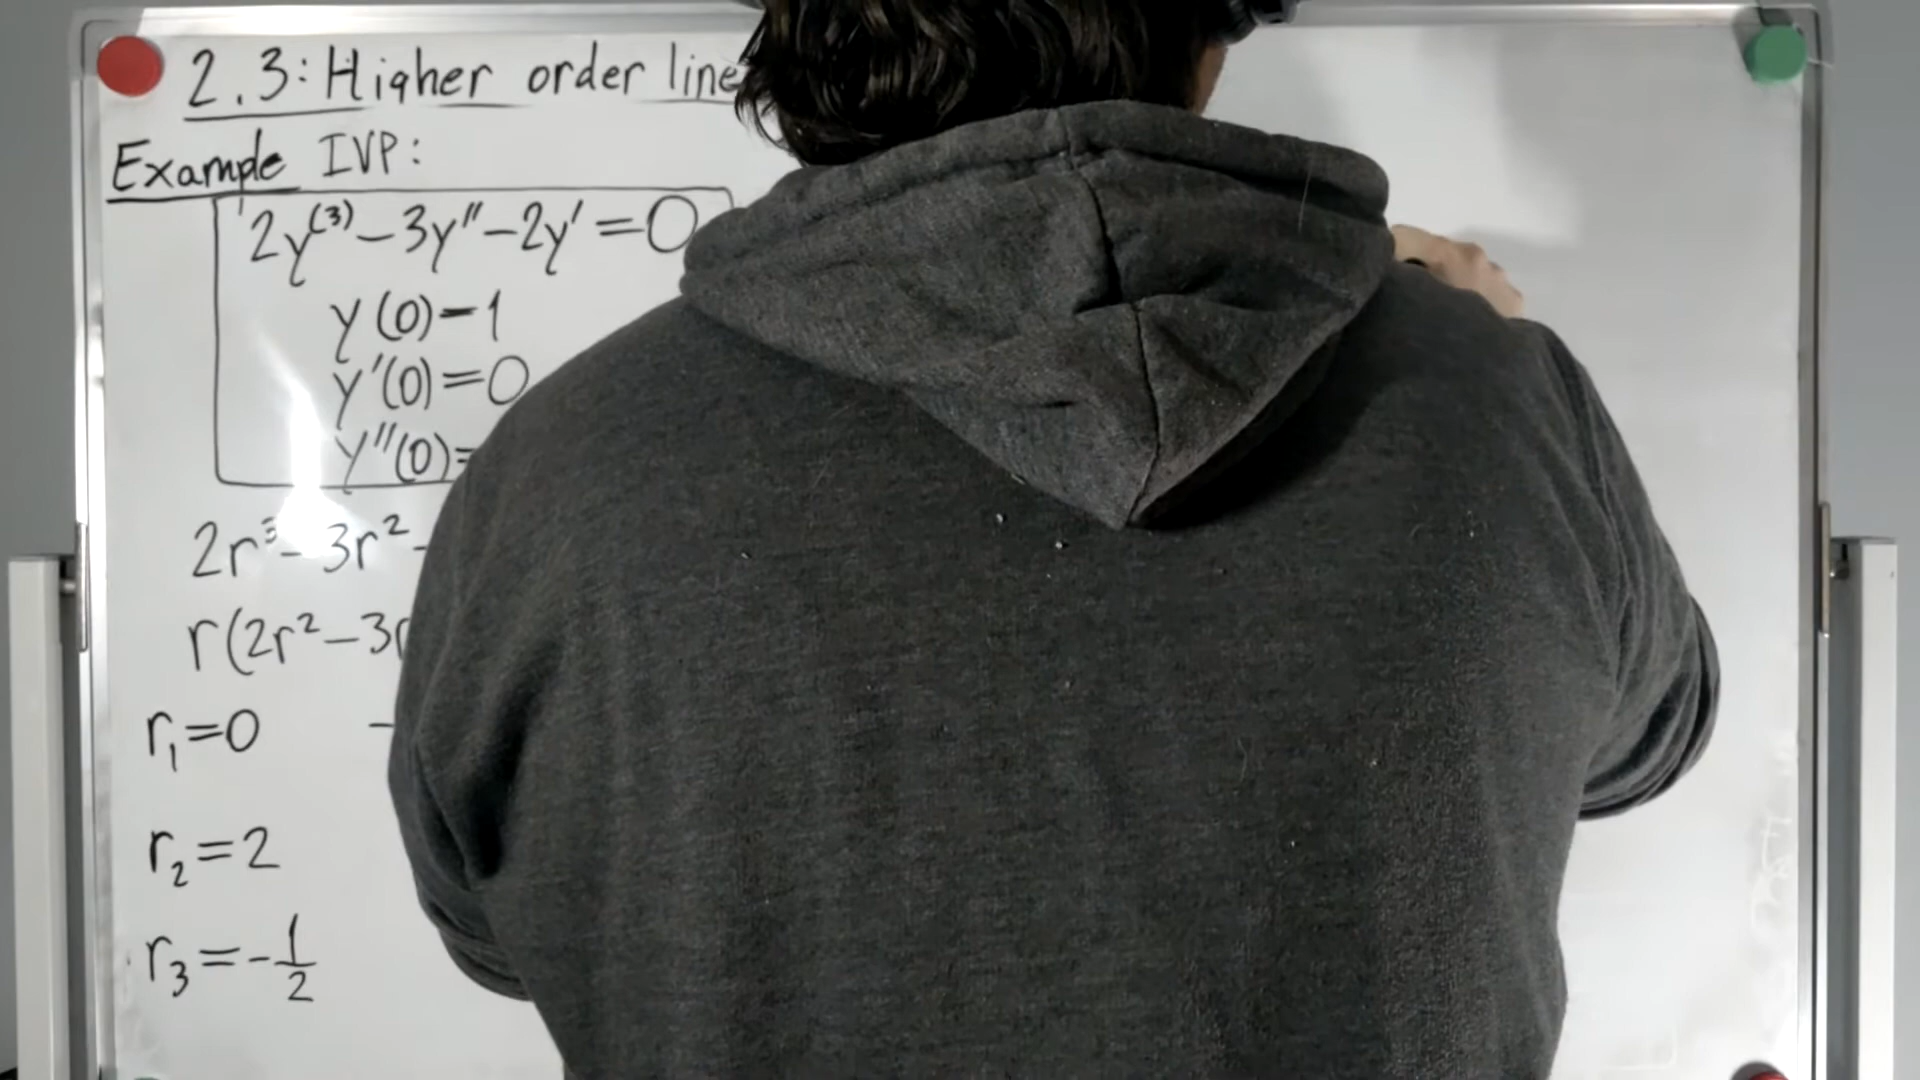 2.3: Higher order line
Example IVP:
2y⁽³⁾-3y''-2y'=0
y(0)-1
y'(0)=0
y''(0)=
2r³-3r²-
r(2r²-3r
r₁=0 -
r₂=2
r₃=-1/2